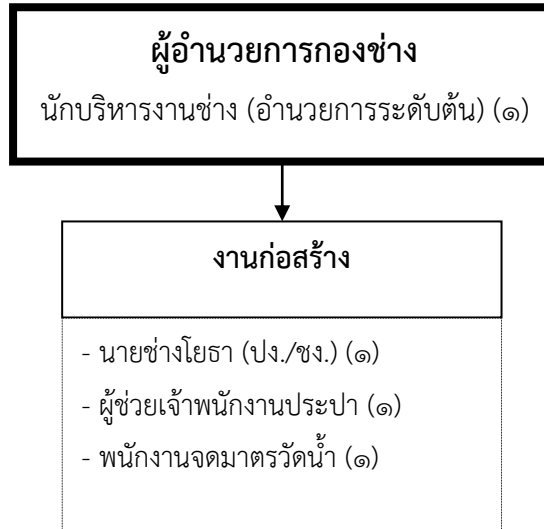 ผู้อำนวยการกองช่าง
นักบริหารงานช่าง (อำนวยการระดับต้น) (๑)
งานก่อสร้าง
- นายช่างโยธา (ปง./ชง.) (๑)
- ผู้ช่วยเจ้าพนักงานประปา (๑)
- พนักงานจดมาตรวัดน้ำ (๑)